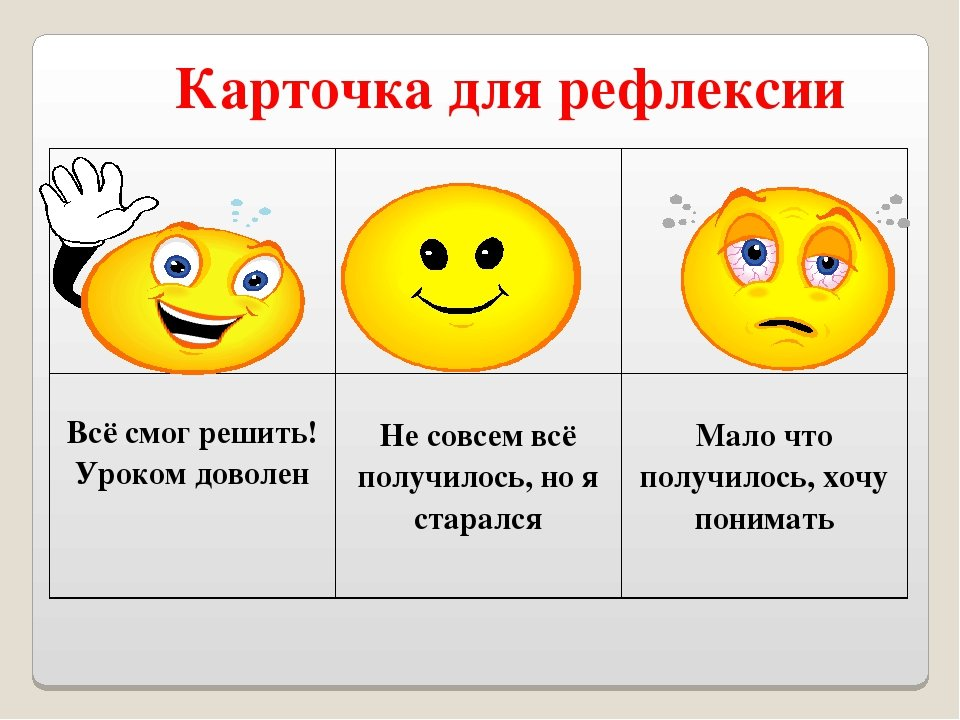 Карточка для рефлексии
Всё смог решить!
Уроком доволен
Не совсем всё
получилось, но я
старался
Мало что
получилось, хочу
понимать